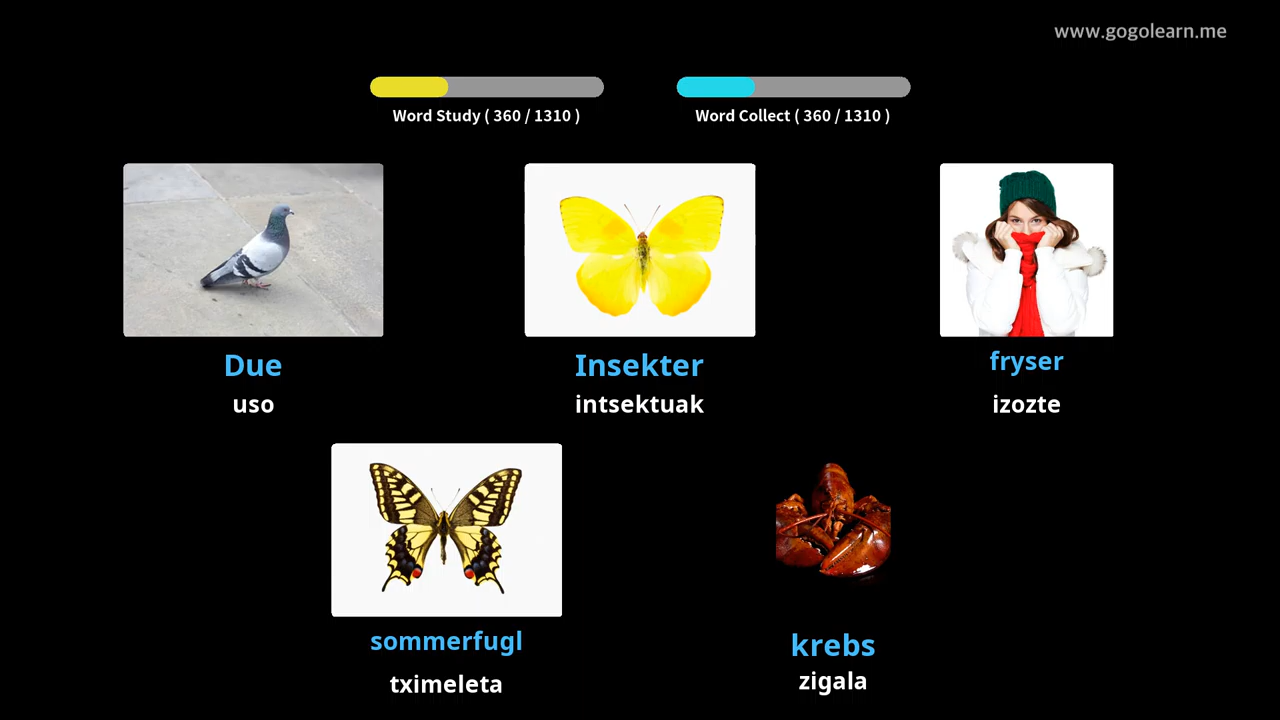 www.gogolearn.me
Word Study ( 360 / 1310 )
Word Collect ( 360 / 1310 )
Due
uso
Insekter
intsektuak
fryser
izozte
sommerfugl
tximeleta
krebs
zigala